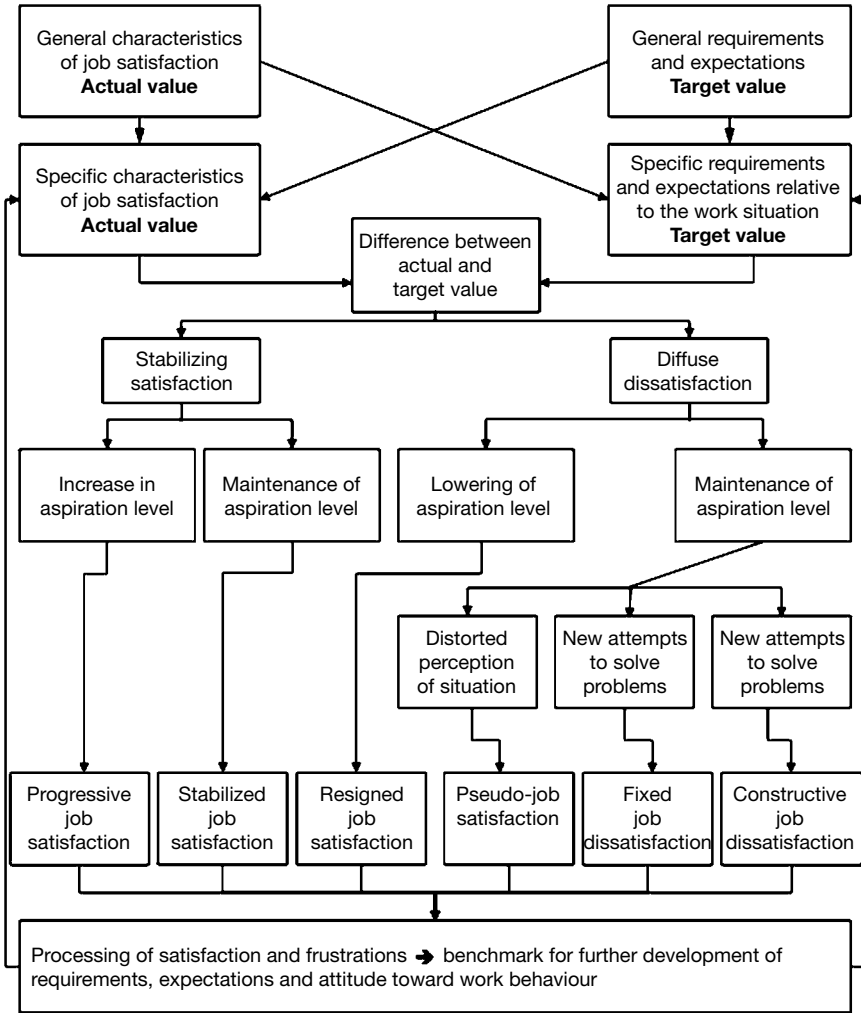 General characteristics
of job satisfaction
Actual value
General requirements
and expectations
Target value
Specific characteristics
of job satisfaction
Actual value
Specific requirements
and expectations relative
to the work situation
Target value
Difference between
actual and
target value
Stabilizing
satisfaction
Diffuse
dissatisfaction
Increase in
aspiration level
Maintenance of
aspiration level
Lowering of
aspiration level
Maintenance of
aspiration level
Distorted
perception
of situation
New attempts
to solve
problems
New attempts
to solve
problems
Progressive
job
satisfaction
Stabilized
job
satisfaction
Resigned
job
satisfaction
Pseudo-job
satisfaction
Fixed
job
dissatisfaction
Constructive
job
dissatisfaction
Processing of satisfaction and frustrations ➔ benchmark for further development of
requirements, expectations and attitude toward work behaviour